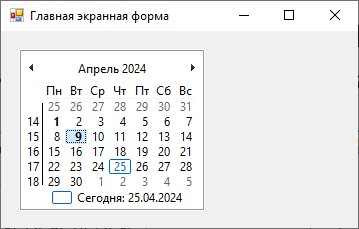 Главная экранная форма
Апрель 2024
Пн Вт Ср Чт Пт Сб Вс
25 26 27 28 29 30 31
14 1 2 3 4 5 6 7
15 8 9 10 11 12 13 14
16 15 16 17 18 19 20 21
17 22 23 24 25 26 27 28
18 29 30 1 2 3 4 5
Сегодня: 25.04.2024